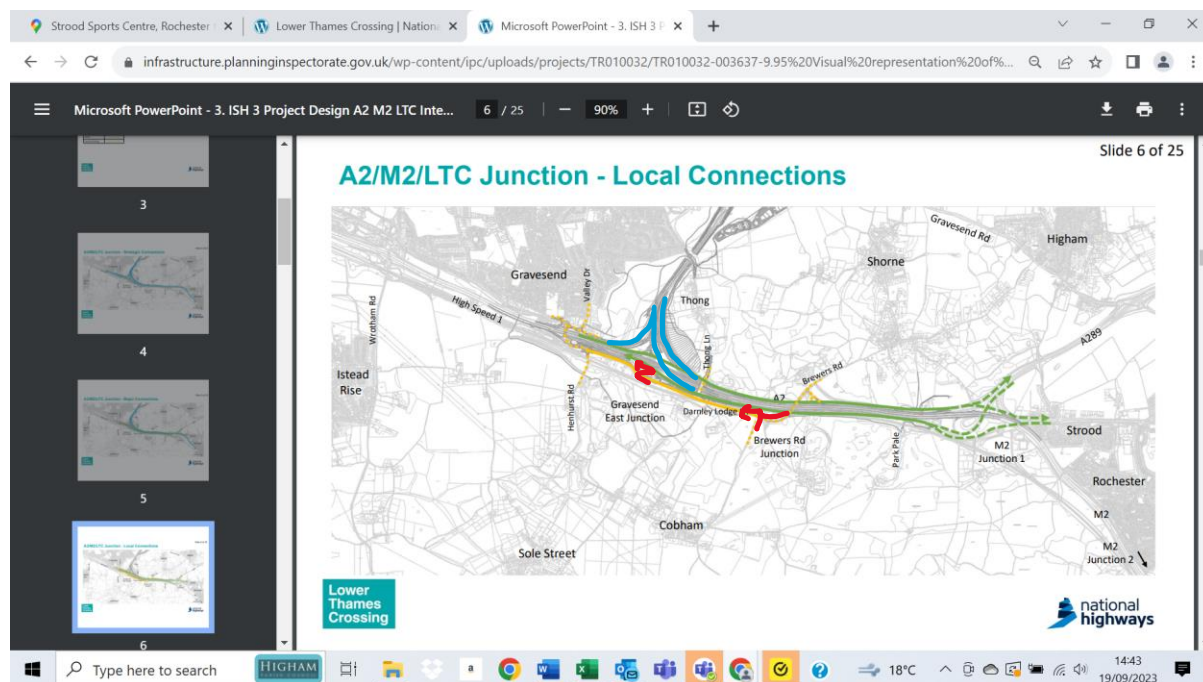 Strood Sports Centre, Rochester
Lower Thames Crossing | Nationa
Microsoft PowerPoint - 3. ISH 3 P
infrastructure.planninginspectorate.gov.uk/wp-content/ipc/uploads/projects/TR010032/TR010032-003637-9.95%20Visual%20representation%20of%...
Microsoft PowerPoint - 3. ISH 3 Project Design A2 M2 LTC Inte...
6 / 25
90%
3
4
5
6
Slide 6 of 25
A2/M2/LTC Junction - Local Connections
Gravesend Rd
Higham
Shorne
Gravesend
Valley Dr
High Speed 1
Wrotham Rd
Thong
Thong Ln
A289
Istead
Rise
Henhurst Rd
Gravesend
East Junction
Darnley Lodge
A2
Brewers Rd
Brewers Rd
Junction
Park Pale
M2
Junction 1
Strood
Rochester
M2
M2
Junction 2
Cobham
Sole Street
Lower
Thames
Crossing
national
highways
Type here to search
HIGHAM
a
18°C
14:43
19/09/2023